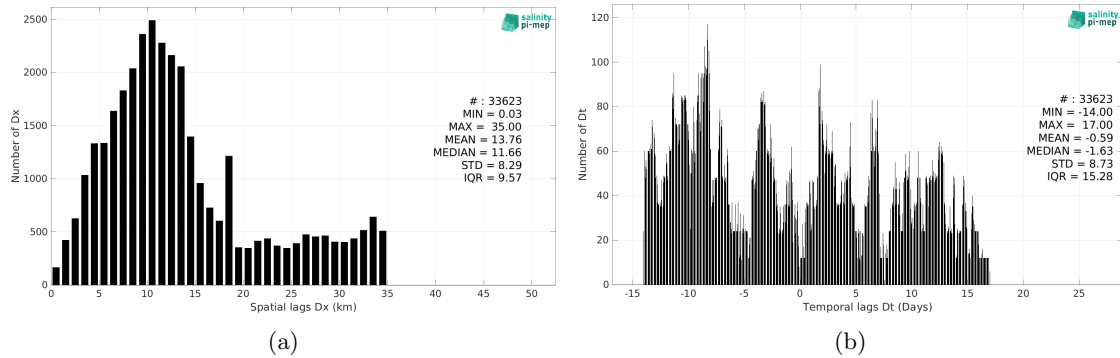 2500
2000
1500
1000
500
0
0 5 10 15 20 25 30 35 40 45 50
Number of Dx
Spatial lags Dx (km)
salinity
pi-mep
# : 33623
MIN = 0.03
MAX = 35.00
MEAN = 13.76
MEDIAN = 11.66
STD = 8.29
IQR = 9.57
(a)
120
100
80
60
40
20
0
-15 -10 -5 0 5 10 15 20 25
Number of Dt
Temporal lags Dt (Days)
salinity
pi-mep
# : 33623
MIN = -14.00
MAX = 17.00
MEAN = -0.59
MEDIAN = -1.63
STD = 8.73
IQR = 15.28
(b)